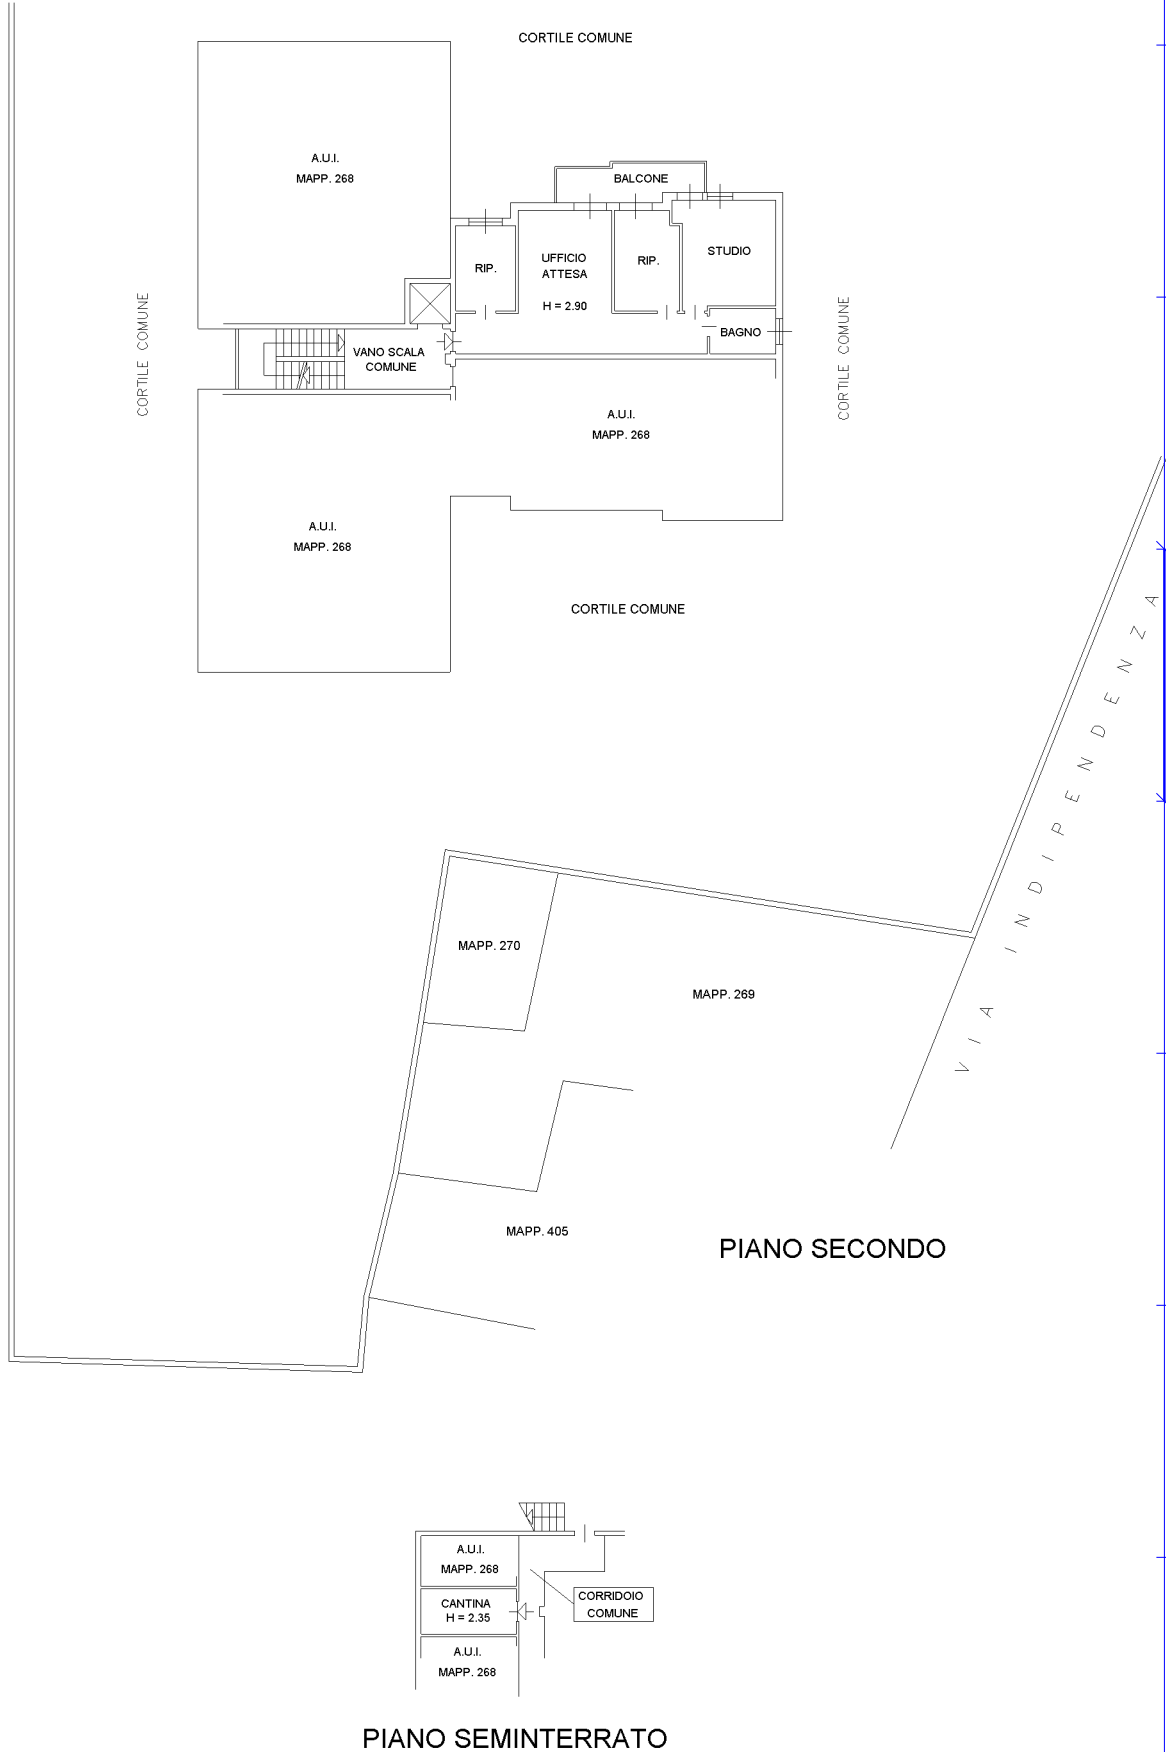 CORTILE COMUNE
A.U.I.
MAPP. 268
BALCONE
RIP.
UFFICIO
ATTESA
H = 2.90
RIP.
STUDIO
BAGNO
CORTILE COMUNE
VANO SCALA
COMUNE
CORTILE COMUNE
A.U.I.
MAPP. 268
A.U.I.
MAPP. 268
CORTILE COMUNE
VIA INDIPENDENZA
MAPP. 270
MAPP. 269
MAPP. 405
PIANO SECONDO
A.U.I.
MAPP. 268
CANTINA
H = 2.35
CORRIDOIO
COMUNE
A.U.I.
MAPP. 268
PIANO SEMINTERRATO